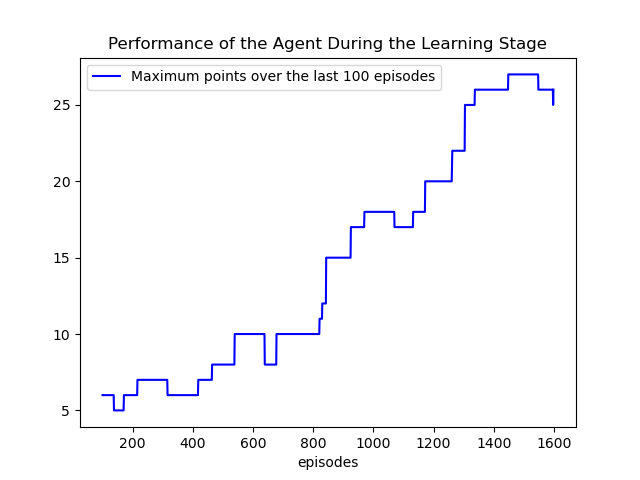 Performance of the Agent During the Learning Stage
Maximum points over the last 100 episodes
25
20
15
10
5
200 400 600 800 1000 1200 1400 1600
episodes